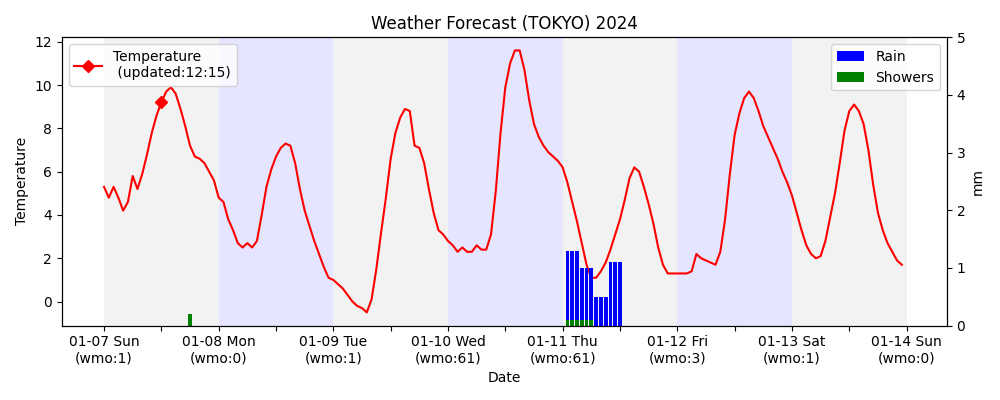 Weather Forecast (TOKYO) 2024
Temperature
(updated:12:15)
Rain
Showers
12
10
8
6
4
2
0
Temperature
5
4
3
2
1
0
mm
01-07 Sun
(wmo:1)
01-08 Mon
(wmo:0)
01-09 Tue
(wmo:1)
01-10 Wed
(wmo:61)
01-11 Thu
(wmo:61)
01-12 Fri
(wmo:3)
01-13 Sat
(wmo:1)
01-14 Sun
(wmo:0)
Date